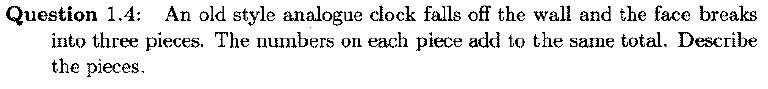 Question 1.4: An old style analogue clock falls off the wall and the face breaks
into three pieces. The numbers on each piece add to the same total. Describe
the pieces.